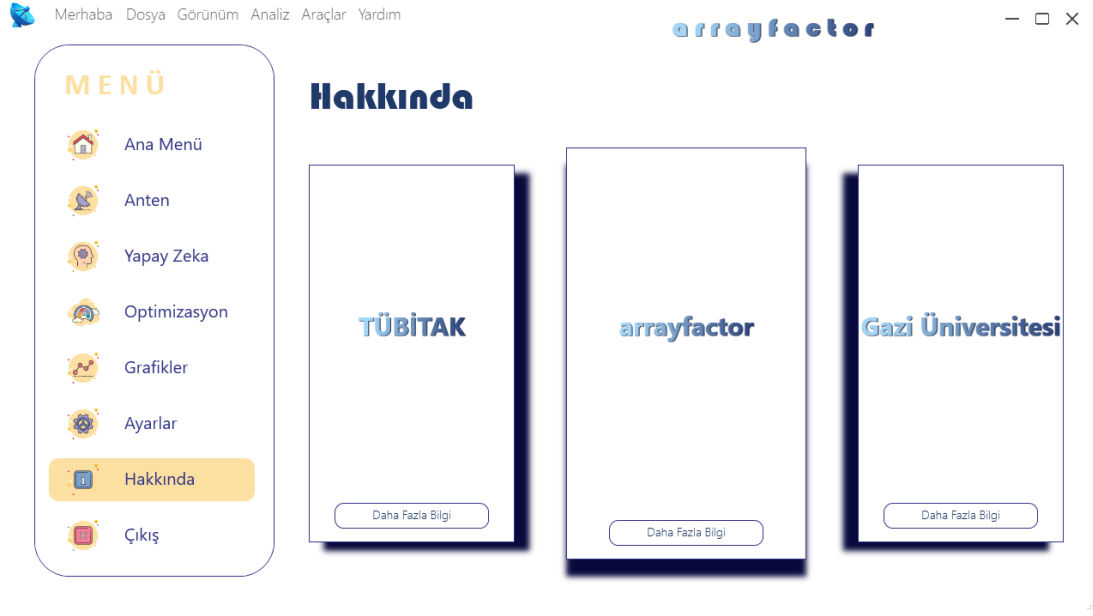 Merhaba Dosya Görünüm Analiz Araçlar Yardım
arrayfactor
MENÜ
Ana Menü
Anten
Yapay Zeka
Optimizasyon
Grafikler
Ayarlar
Hakkında
Çıkış
Hakkında
TÜBİTAK
Daha Fazla Bilgi
arrayfactor
Daha Fazla Bilgi
Gazi Üniversitesi
Daha Fazla Bilgi